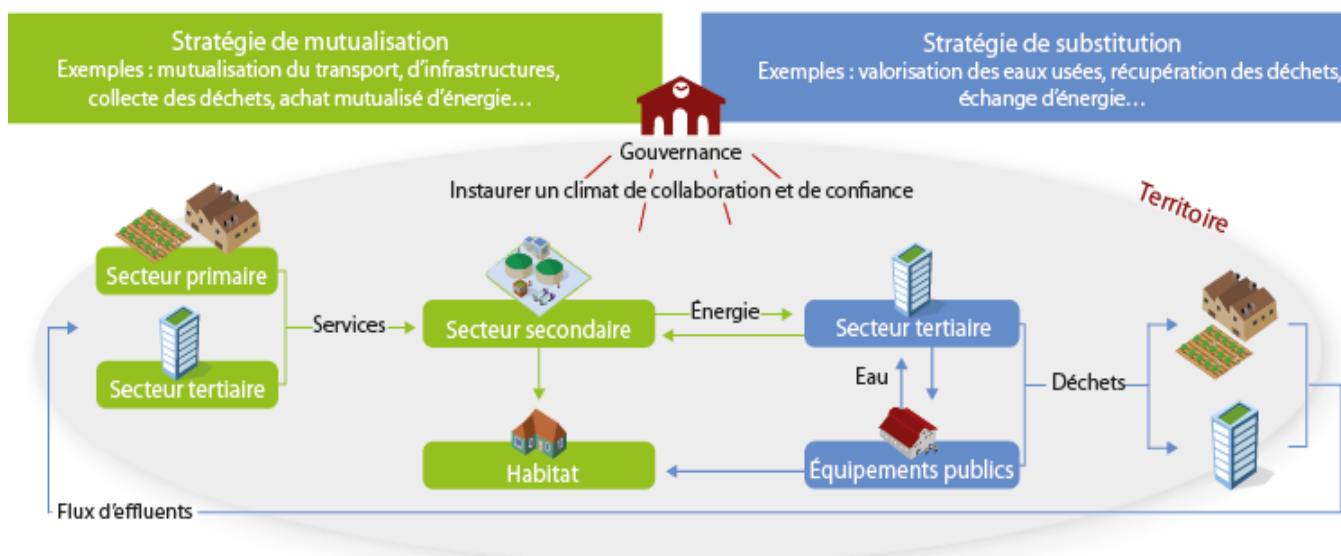 Stratégie de mutualisation
Exemples : mutualisation du transport, d'infrastructures,
collecte des déchets, achat mutualisé d'énergie…
Stratégie de substitution
Exemples : valorisation des eaux usées, récupération des déchets,
échange d'énergie…
Gouvernance
Instaurer un climat de collaboration et de confiance
Territoire
Secteur primaire
Services
Secteur secondaire
Énergie
Secteur tertiaire
Secteur tertiaire
Eau
Déchets
Habitat
Équipements publics
Flux d'effluents